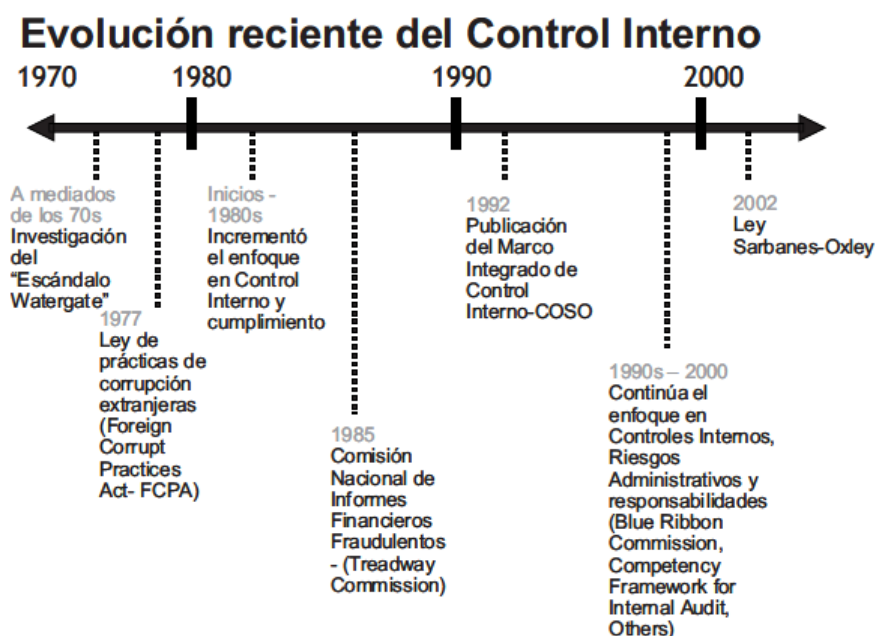 Evolución reciente del Control Interno
1970 1980 1990 2000
A mediados
de los 70s
Investigación
del
“Escándalo
Watergate”
1977
Ley de
prácticas de
corrupción
extranjeras
(Foreign
Corrupt
Practices
Act- FCPA)
Inicios -
1980s
Incrementó
el enfoque
en Control
Interno y
cumplimiento
1985
Comisión
Nacional de
Informes
Financieros
Fraudulentos
- (Treadway
Commission)
1992
Publicación
del Marco
Integrado de
Control
Interno-COSO
1990s – 2000
Continúa el
enfoque en
Controles Internos,
Riesgos
Administrativos y
responsabilidades
(Blue Ribbon
Commission,
Competency
Framework for
Internal Audit,
Others)
2002
Ley
Sarbanes-Oxley